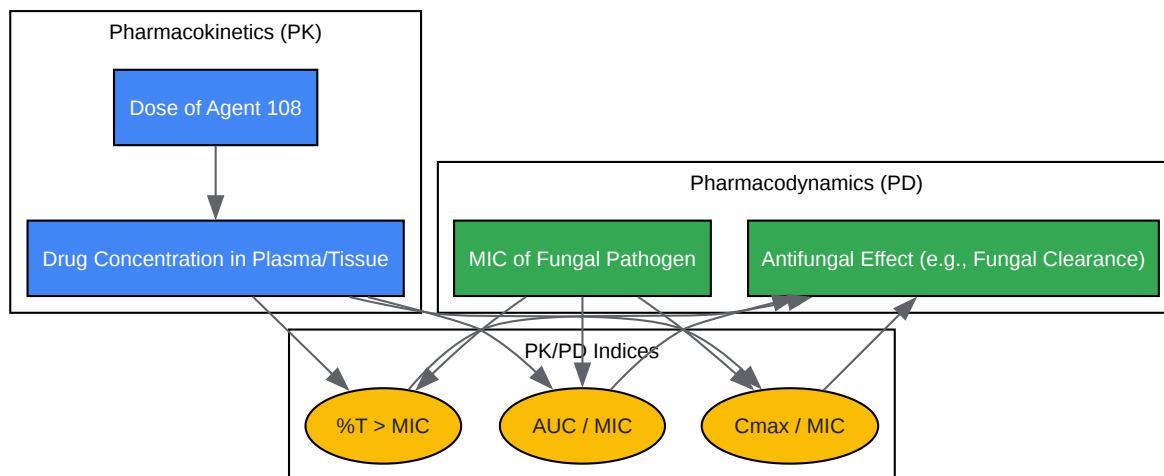 Pharmacokinetics (PK)
Dose of Agent 108
Pharmacodynamics (PD)
Drug Concentration in Plasma/Tissue
MIC of Fungal Pathogen
Antifungal Effect (e.g., Fungal Clearance)
PK/PD Indices
%T > MIC
AUC / MIC
Cmax / MIC